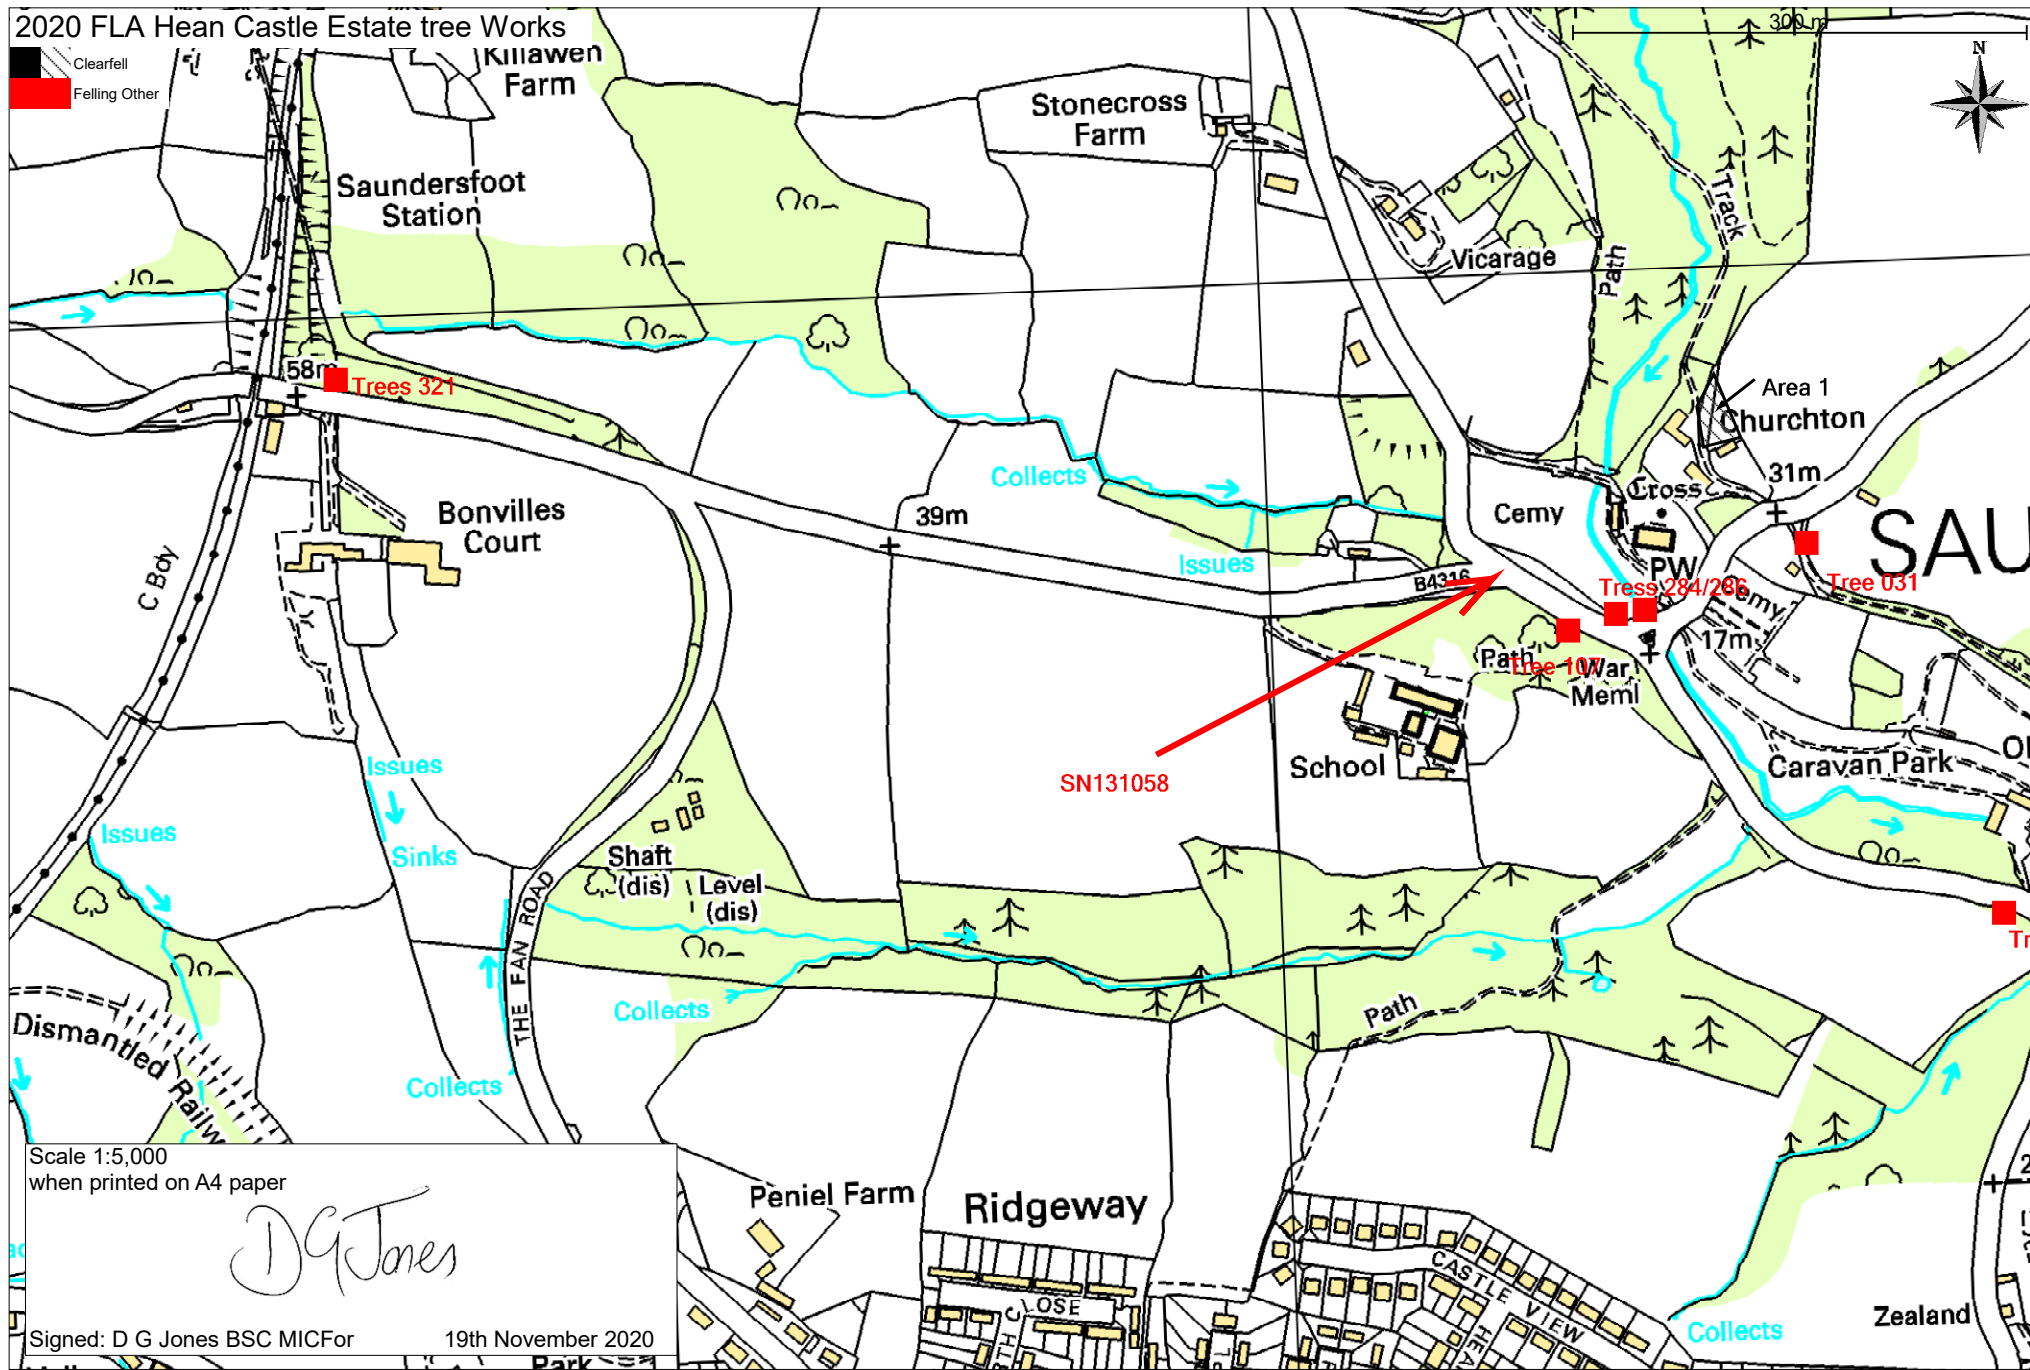 2020 FLA Hean Castle Estate tree Works
Clearfell
Felling Other
300 m
N
Killawen
Farm
Stonecross
Farm
Saundersfoot
Station
Vicarage
Path
Track
58m
Trees 321
Area 1
Churchton
31m
Collects
Cross
Cemy
39m
Bonvilles
Court
C Bdy
Issues
B4316
PW
SAU
Tress 284/286
Cemy
Tree 031
17m
Path
Tree 107
War
Meml
SN131058
School
Caravan Park
Issues
Issues
Sinks
Shaft
(dis)
Level
(dis)
THE FAN ROAD
Tr
Collects
Path
Dismantled Railw
Collects
Scale 1:5,000
when printed on A4 paper
D G Jones
Signed: D G Jones BSC MICFor
19th November 2020
Peniel Farm
Ridgeway
CASTLE VIEW
Zealand
Collects
Park